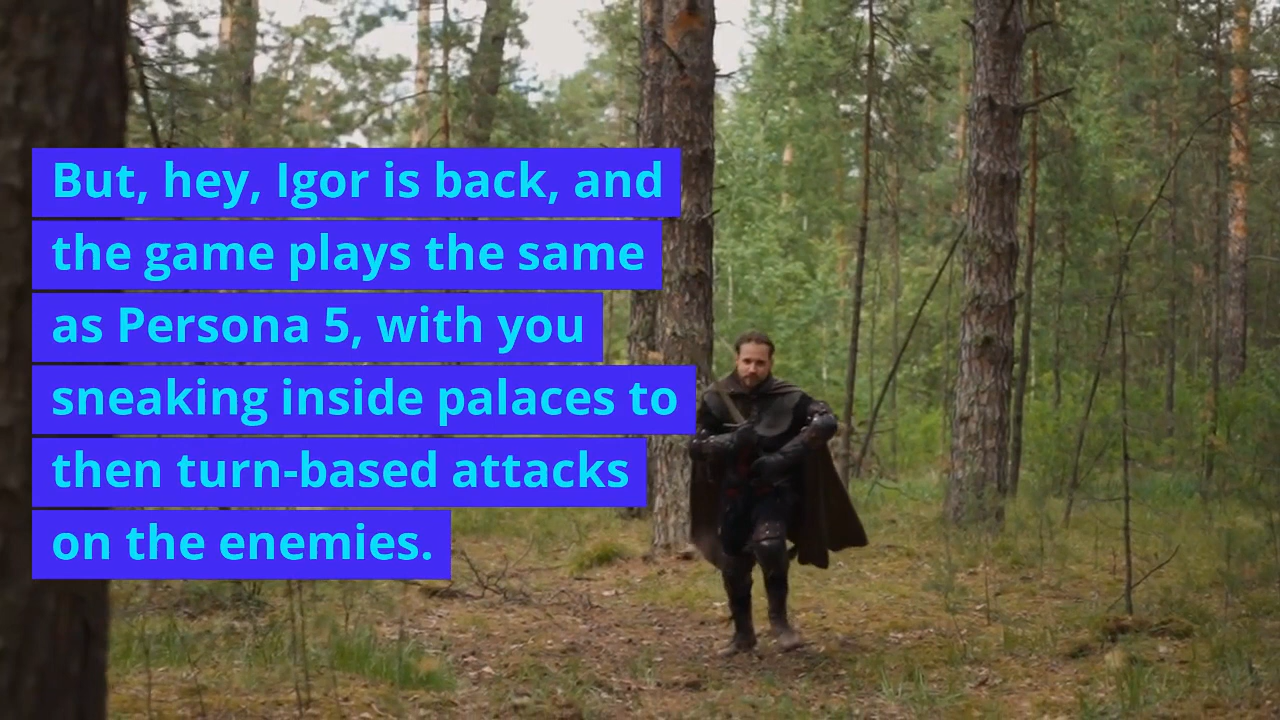 But, hey, Igor is back, and
the game plays the same
as Persona 5, with you
sneaking inside palaces to
then turn-based attacks
on the enemies.